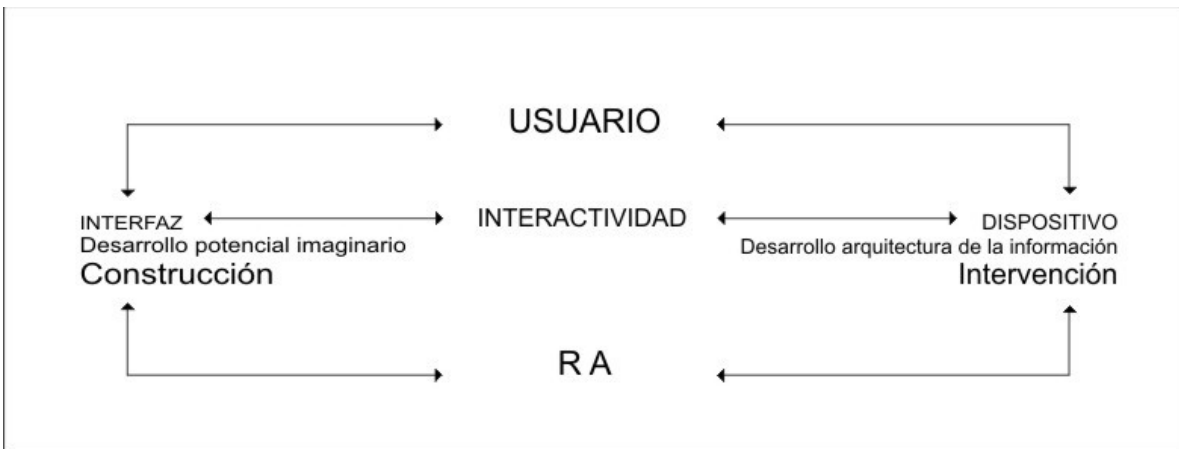 USUARIO
INTERFAZ
Desarrollo potencial imaginario
Construcción
INTERACTIVIDAD
DISPOSITIVO
Desarrollo arquitectura de la información
Intervención
R A